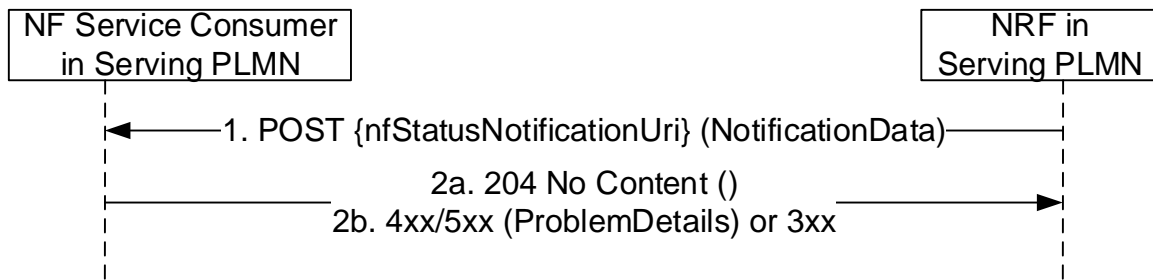 NF Service Consumer
in Serving PLMN
NRF in
Serving PLMN
1. POST {nfStatusNotificationUri} (NotificationData)
2a. 204 No Content ()
2b. 4xx/5xx (ProblemDetails) or 3xx